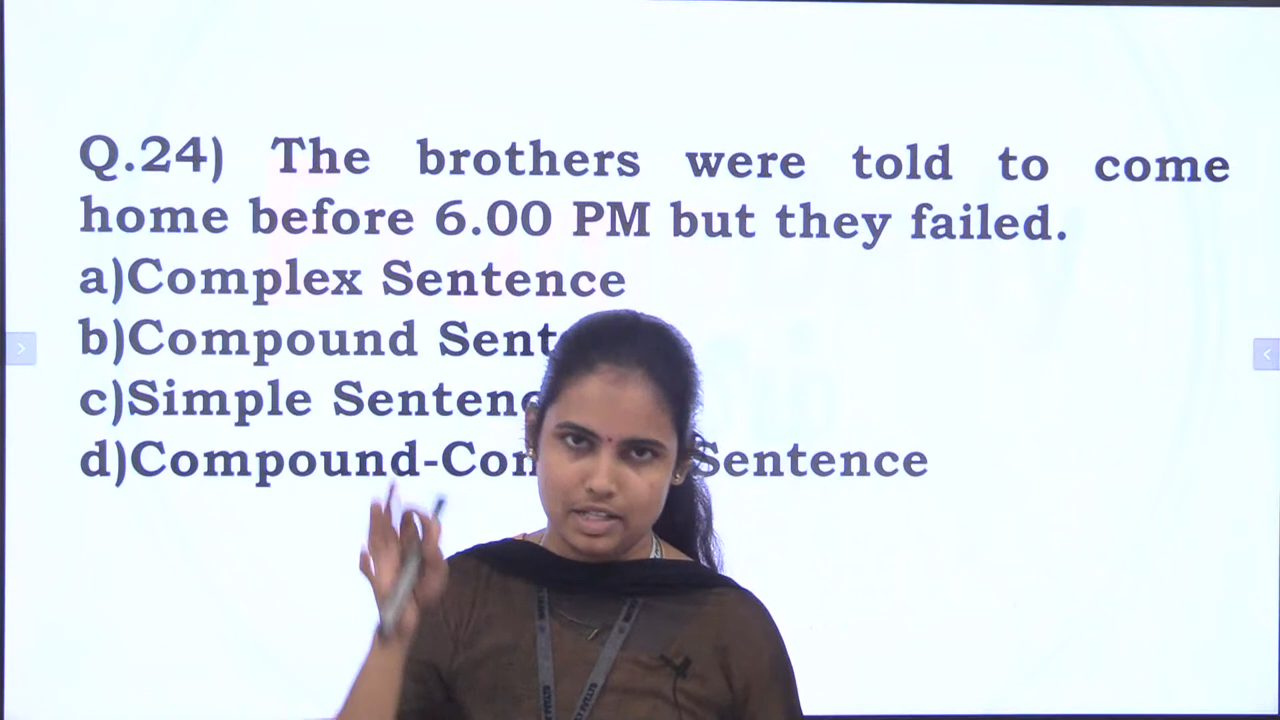 Q.24) The brothers were told to come
home before 6.00 PM but they failed.
a)Complex Sentence
b)Compound Sent
c)Simple Sentenc
d)Compound-Com Sentence